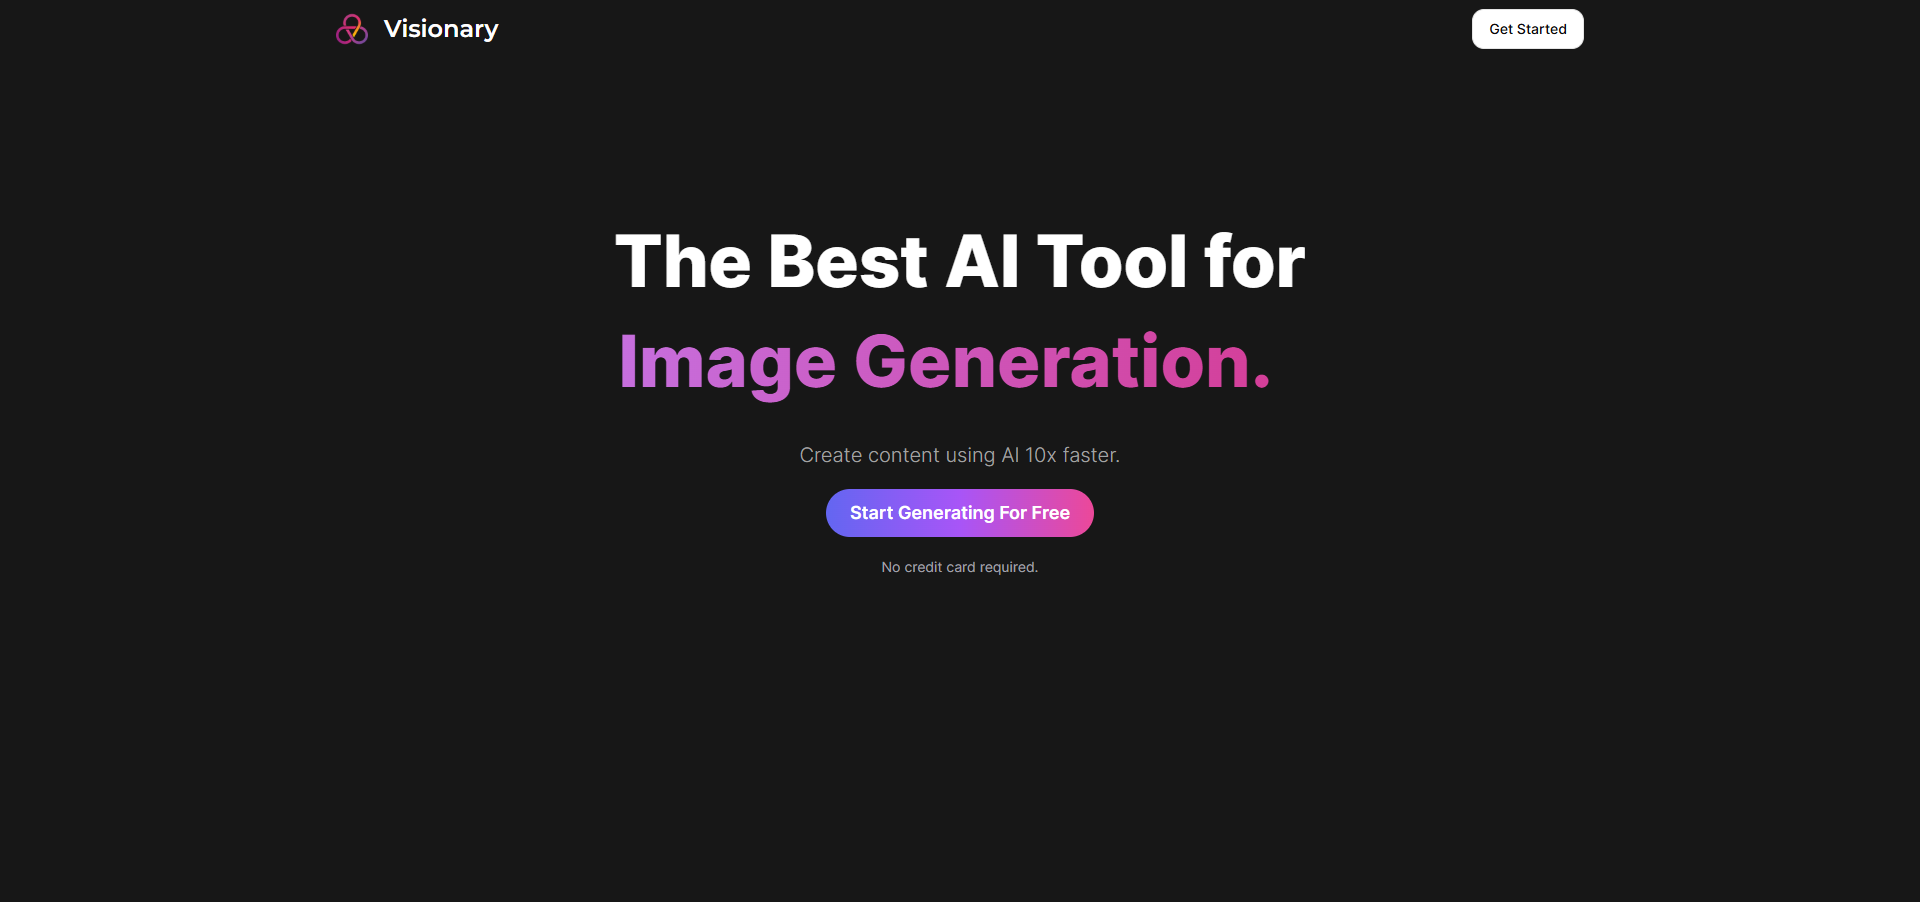 Visionary
Get Started
The Best AI Tool for
Image Generation.
Create content using AI 10x faster.
Start Generating For Free
No credit card required.